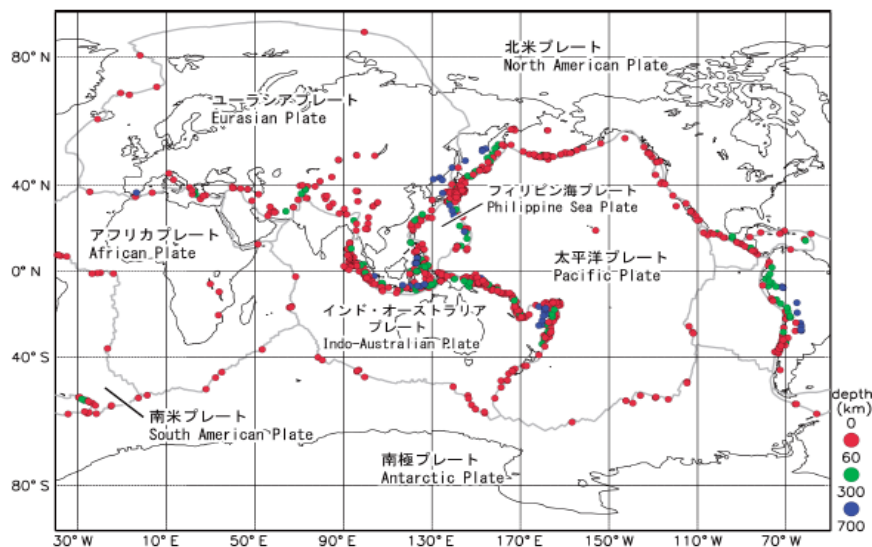 80° N
40° N
0° N
40° S
80° S
北米プレート
North American Plate
ユーラシアプレート
Eurasian Plate
フィリピン海プレート
Philippine Sea Plate
アフリカプレート
African Plate
太平洋プレート
Pacific Plate
インド・オーストラリア
プレート
Indo-Australian Plate
南米プレート
South American Plate
南極プレート
Antarctic Plate
depth
(km)
0
60
300
700
30° W 10° E 50° E 90° E 130° E 170° E 150° W 110° W 70° W